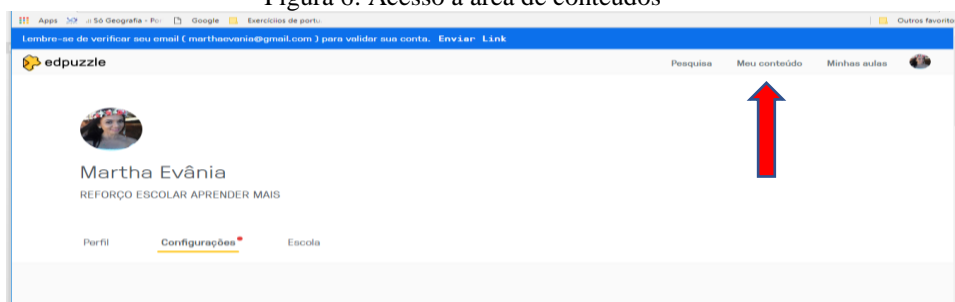 Figura 6: Acesso à área de conteúdos
Apps Só Geografia - Por Google Exercícios de portu Outros favorito
Lembre-se de verificar seu email ( marthaevania@gmail.com ) para validar sua conta. Enviar Link
edpuzzle Pesquisa Meu conteúdo Minhas aulas
Martha Evânia
REFORÇO ESCOLAR APRENDER MAIS
Perfil Configurações Escola